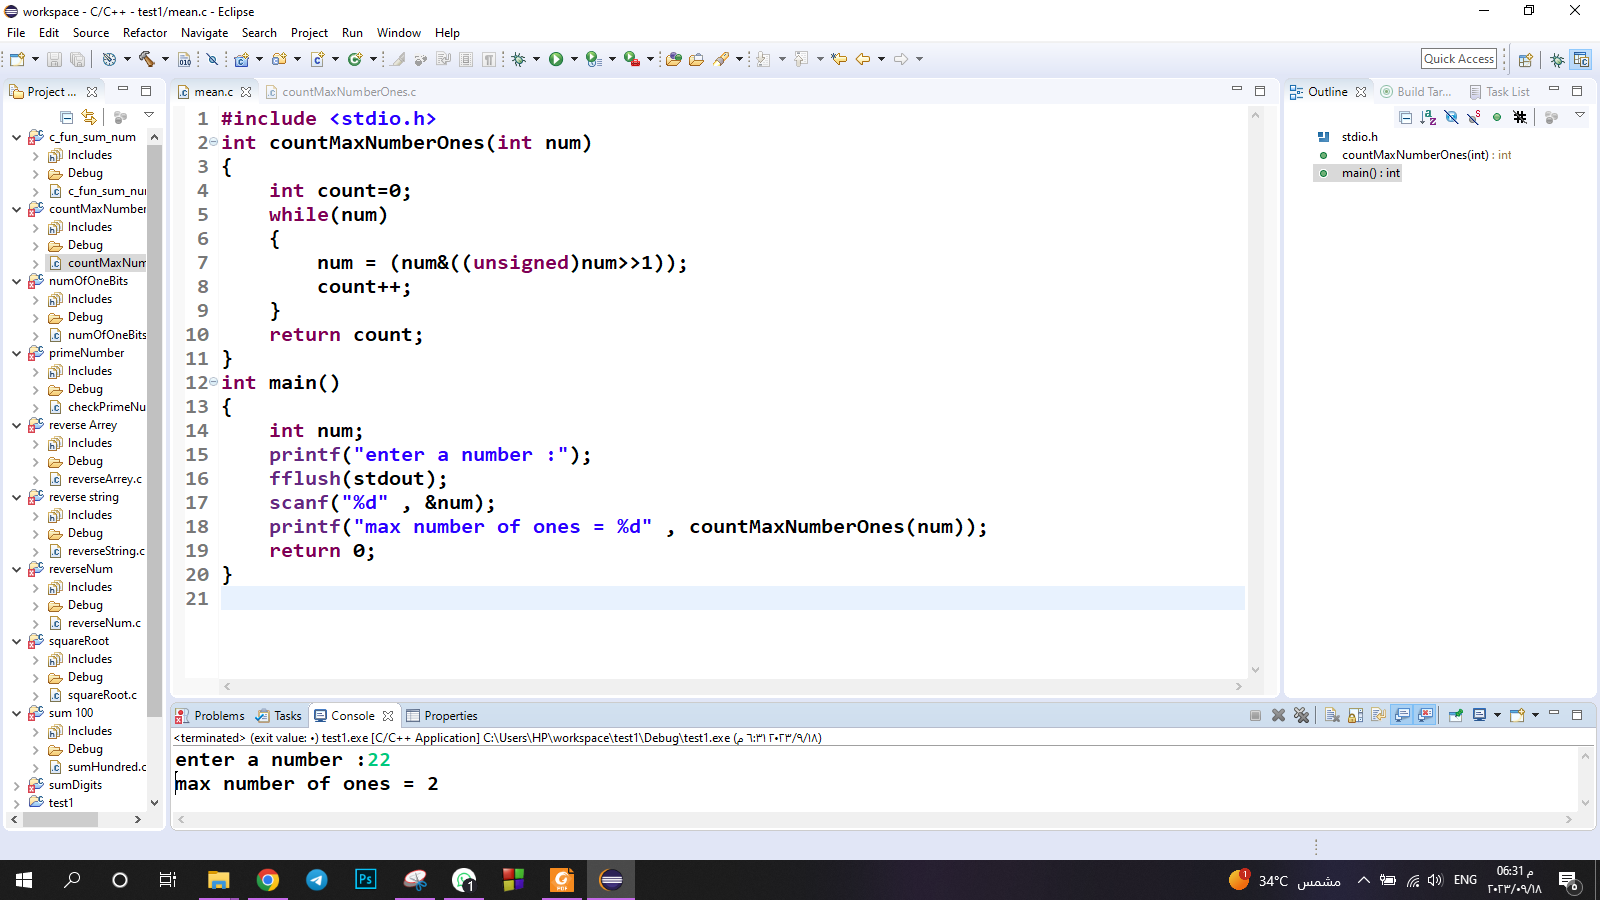 workspace - C/C++ - test1/mean.c - Eclipse
File Edit Source Refactor Navigate Search Project Run Window Help
Quick Access
Project ...
c_fun_sum_num
Includes
Debug
c_fun_sum_nu
countMaxNumber
Includes
Debug
countMaxNum
numOfOneBits
Includes
Debug
numOfOneBits
primeNumber
Includes
Debug
checkPrimeNu
reverse Arrey
Includes
Debug
reverseArrey.c
reverse string
Includes
Debug
reverseString.c
reverseNum
Includes
Debug
reverseNum.c
squareRoot
Includes
Debug
squareRoot.c
sum 100
Includes
Debug
sumHundred.c
sumDigits
test1
mean.c countMaxNumberOnes.c
1 #include <stdio.h>
2 int countMaxNumberOnes(int num)
3 {
4 int count=0;
5 while(num)
6 {
7 num = (num&((unsigned)num>>1));
8 count++;
9 }
10 return count;
11 }
12 int main()
13 {
14 int num;
15 printf("enter a number :");
16 fflush(stdout);
17 scanf("%d" , &num);
18 printf("max number of ones = %d" , countMaxNumberOnes(num));
19 return 0;
20 }
21
Outline Build Tar... Task List
stdio.h
countMaxNumberOnes(int) : int
main() : int
Problems Tasks Console Properties
<terminated> (exit value: ٠) test1.exe [C/C++ Application] C:\Users\HP\workspace\test1\Debug\test1.exe (م ٦:٣١ ٢٠٢٣/٩/١٨)
enter a number :22
max number of ones = 2
Ps
1
PDF
1
34°C مشمس
ENG
06:31 م
٢٠٢٣/٠٩/١٨